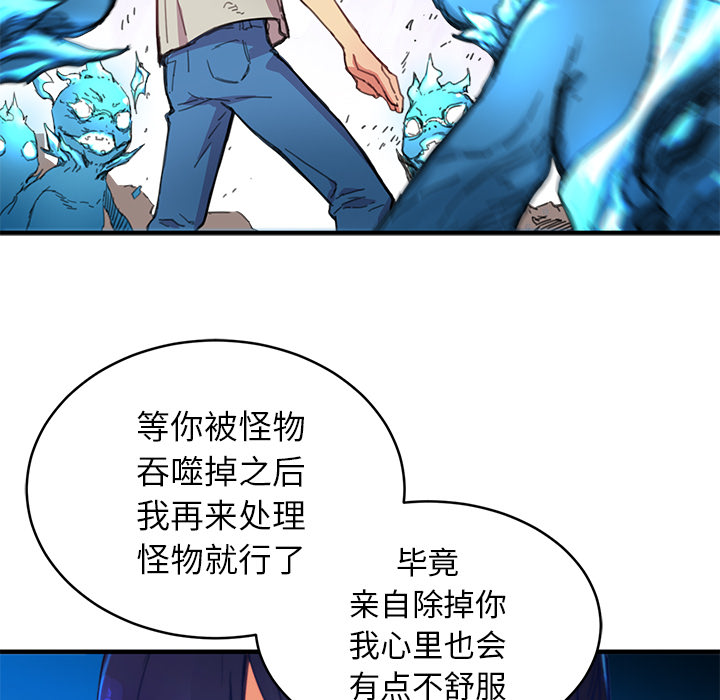 等你被怪物
吞噬掉之后
我再来处理
怪物就行了
毕竟
亲自除掉你
我心里也会
有点不舒服